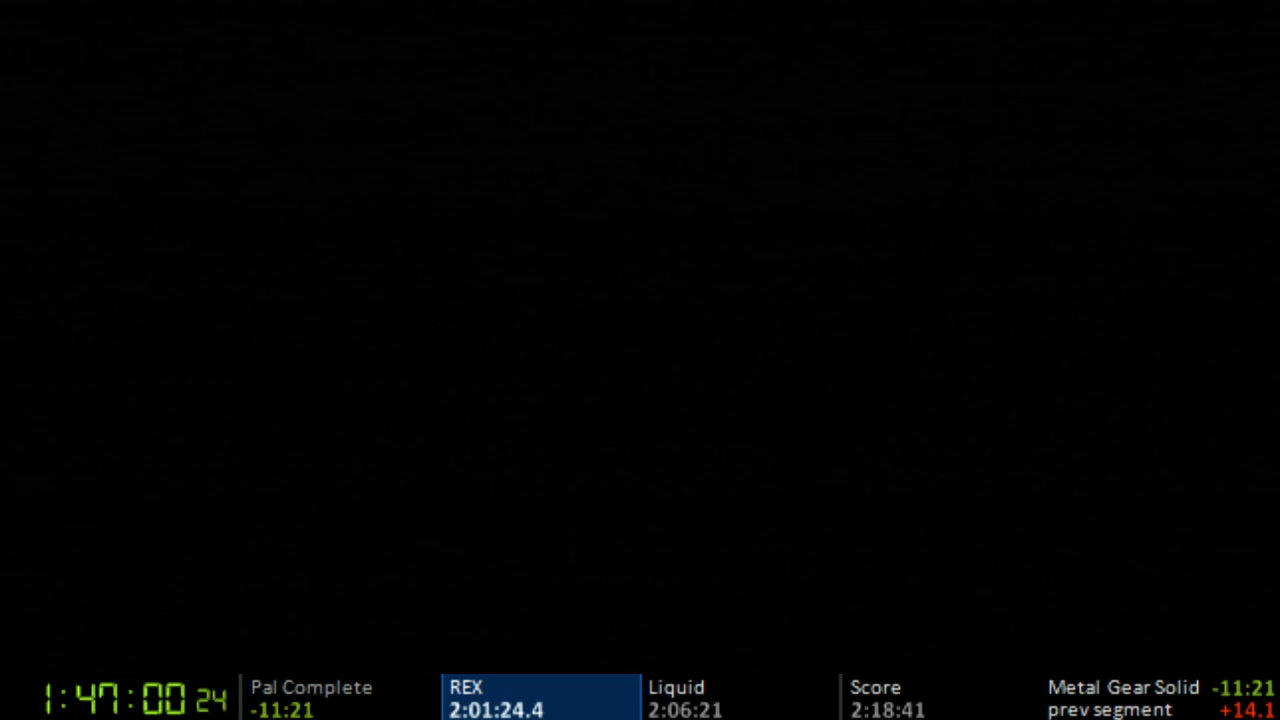 1:47:00 24
Pal Complete
-11:21
REX
2:01:24.4
Liquid
2:06:21
Score
2:18:41
Metal Gear Solid -11:21
prev segment +14.1